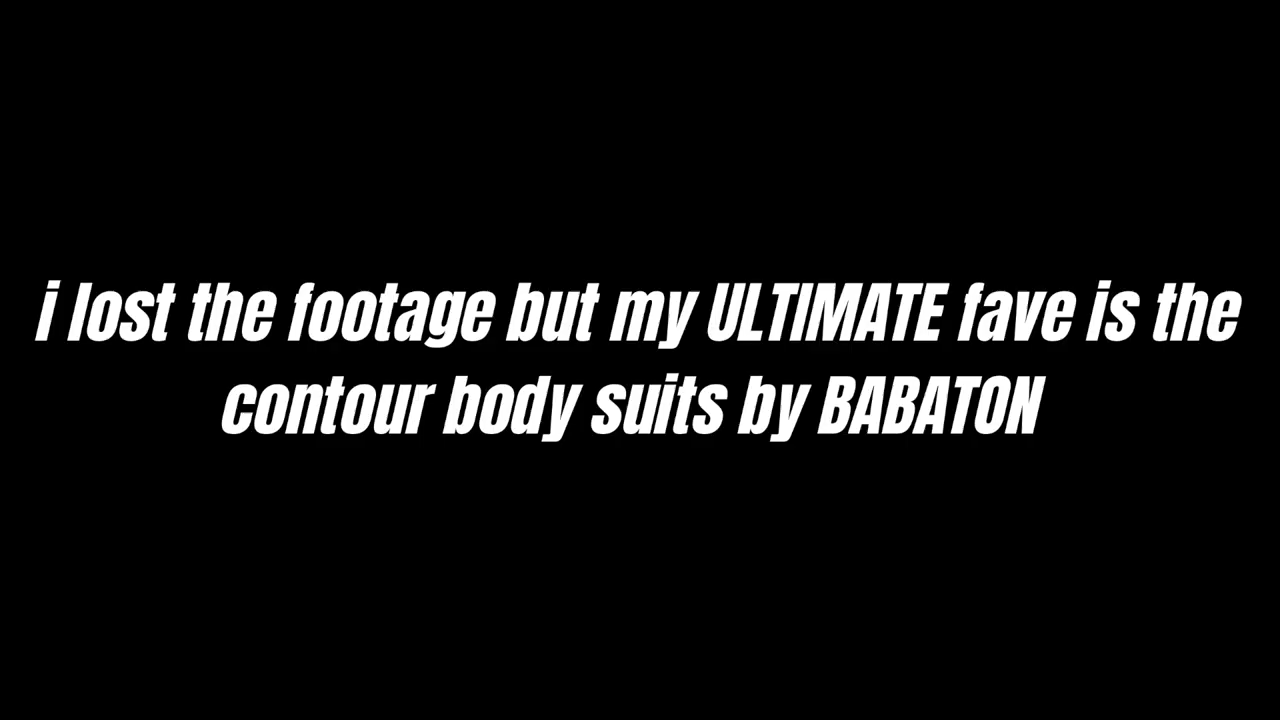 i lost the footage but my ULTIMATE fave is the
contour body suits by BABATON